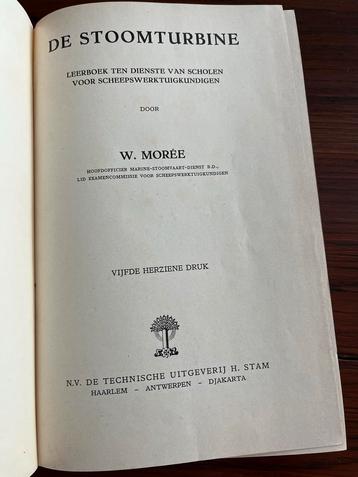 DE STOOMTURBINE
LEERBOEK TEN DIENSTE VAN SCHOLEN
VOOR SCHEEPSWERKTUIGKUNDIGEN
DOOR
W. MORÉE
HOOFDOFFICIER MARINE-STOOMVAART-DIENST B.D.,
LID EXAMENCOMMISSIE VOOR SCHEEPSWERKTUIGKUNDIGEN
VIJFDE HERZIENE DRUK
N.V. DE TECHNISCHE UITGEVERIJ H. STAM
HAARLEM - ANTWERPEN - DJAKARTA